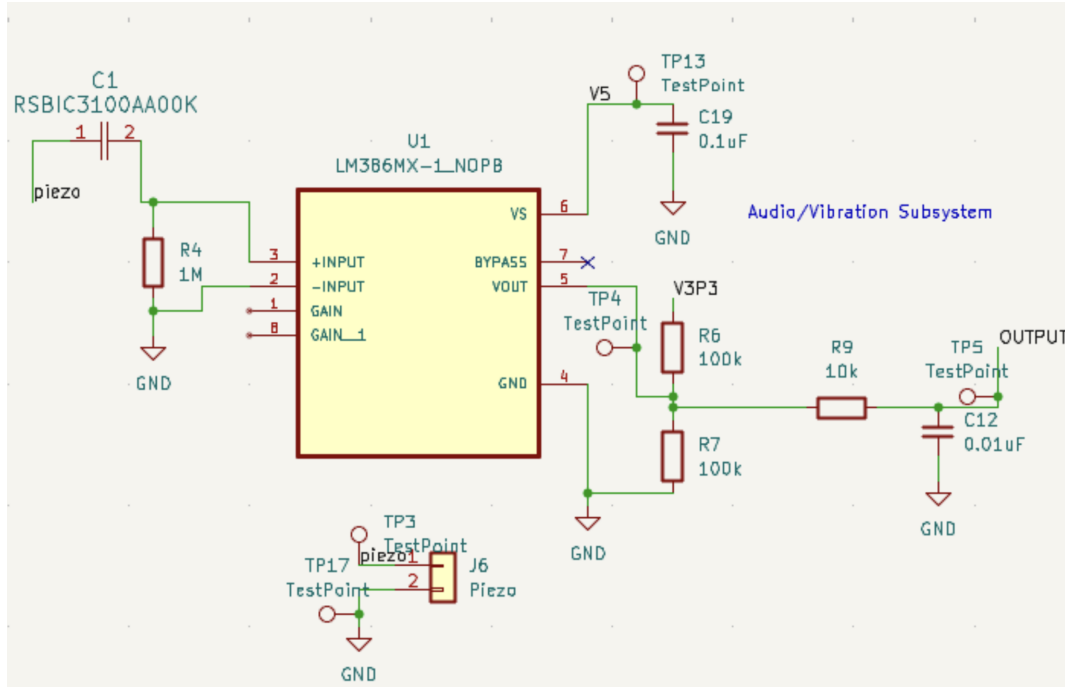 C1
RSBIC3100AA00K
1 2
piezo
R4
1M
GND
U1
LM386MX-1_NOPB
3 +INPUT
2 -INPUT
1 GAIN
8 GAIN_1
VS 6
BYPASS 7
VOUT 5
GND 4
V5
TP13
TestPoint
C19
0.1uF
GND
Audio/Vibration Subsystem
TP4
TestPoint
V3P3
R6
100k
R7
100k
GND
R9
10k
TP5
TestPoint
OUTPUT
C12
0.01uF
GND
TP3
TestPoint
piezo
1
2
J6
Piezo
TP17
TestPoint
GND